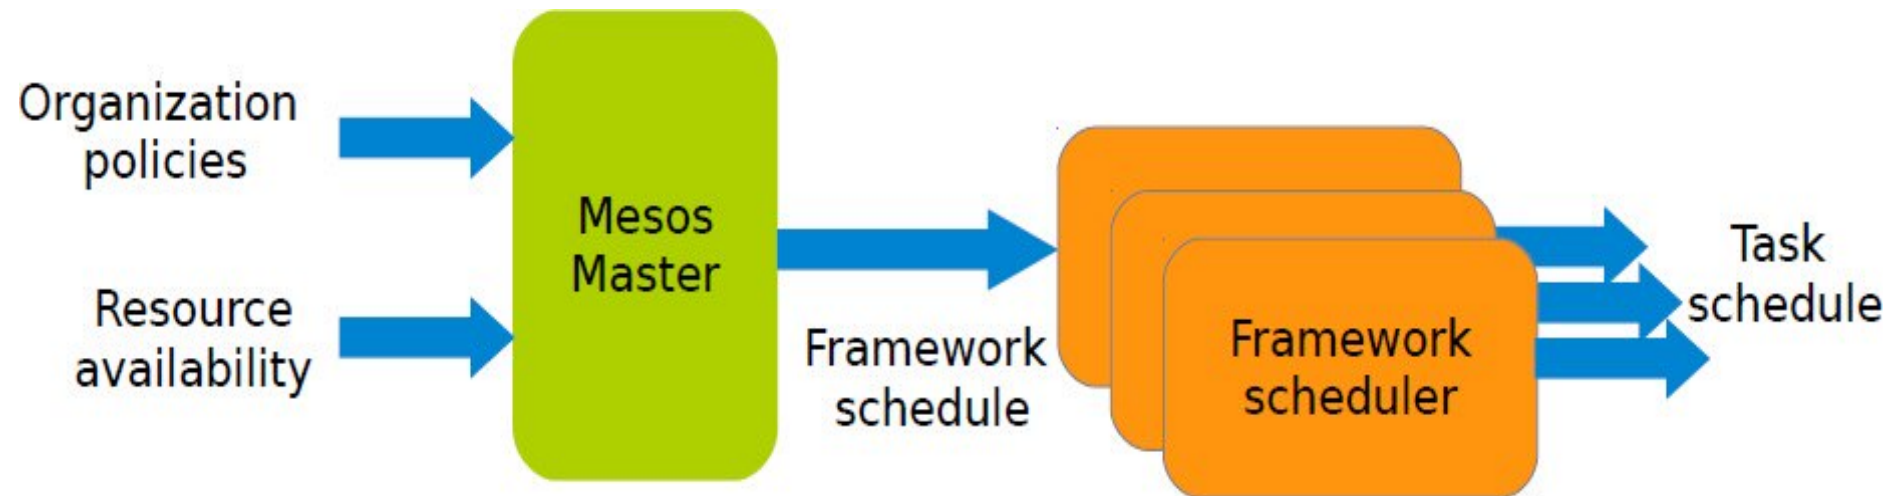 Organization
policies
Resource
availability
Mesos
Master
Framework
schedule
Framework
scheduler
Task
schedule